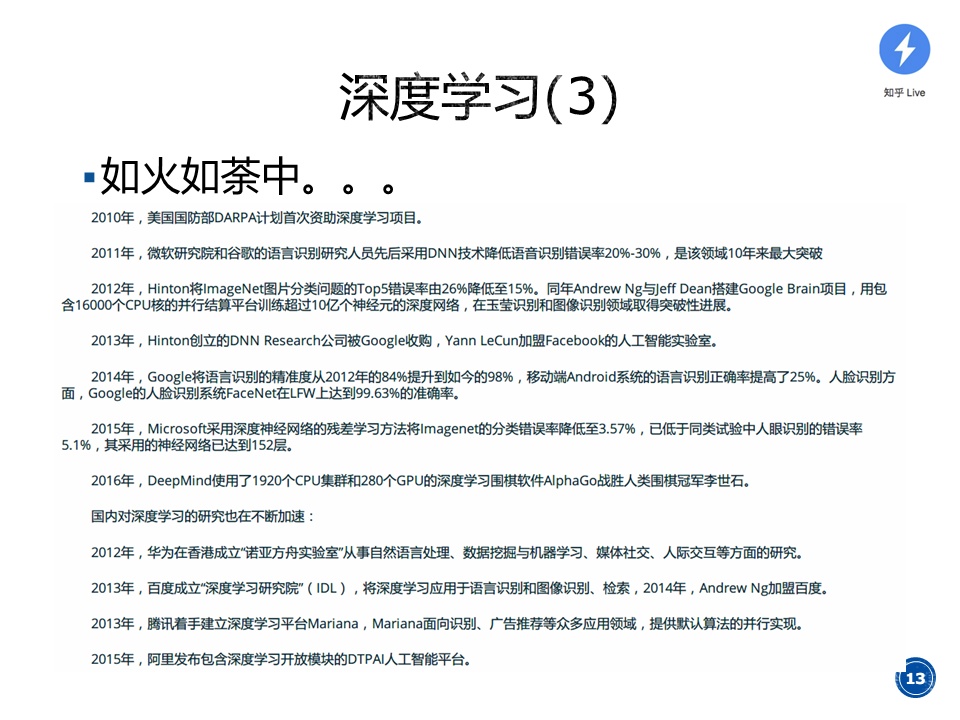 知乎 Live
深度学习(3)
▪如火如荼中。。。
2010年，美国国防部DARPA计划首次资助深度学习项目。
2011年，微软研究院和谷歌的语言识别研究人员先后采用DNN技术降低语音识别错误率20%-30%，是该领域10年来最大突破
2012年，Hinton将ImageNet图片分类问题的Top5错误率由26%降低至15%。同年Andrew Ng与Jeff Dean搭建Google Brain项目，用包
含16000个CPU核的并行结算平台训练超过10亿个神经元的深度网络，在玉莹识别和图像识别领域取得突破性进展。
2013年，Hinton创立的DNN Research公司被Google收购，Yann LeCun加盟Facebook的人工智能实验室。
2014年，Google将语言识别的精准度从2012年的84%提升到如今的98%，移动端Android系统的语言识别正确率提高了25%。人脸识别方
面，Google的人脸识别系统FaceNet在LFW上达到99.63%的准确率。
2015年，Microsoft采用深度神经网络的残差学习方法将Imagenet的分类错误率降低至3.57%，已低于同类试验中人眼识别的错误率
5.1%，其采用的神经网络已达到152层。
2016年，DeepMind使用了1920个CPU集群和280个GPU的深度学习围棋软件AlphaGo战胜人类围棋冠军李世石。
国内对深度学习的研究也在不断加速：
2012年，华为在香港成立“诺亚方舟实验室”从事自然语言处理、数据挖掘与机器学习、媒体社交、人际交互等方面的研究。
2013年，百度成立“深度学习研究院”（IDL），将深度学习应用于语言识别和图像识别、检索，2014年，Andrew Ng加盟百度。
2013年，腾讯着手建立深度学习平台Mariana，Mariana面向识别、广告推荐等众多应用领域，提供默认算法的并行实现。
2015年，阿里发布包含深度学习开放模块的DTPAI人工智能平台。
13